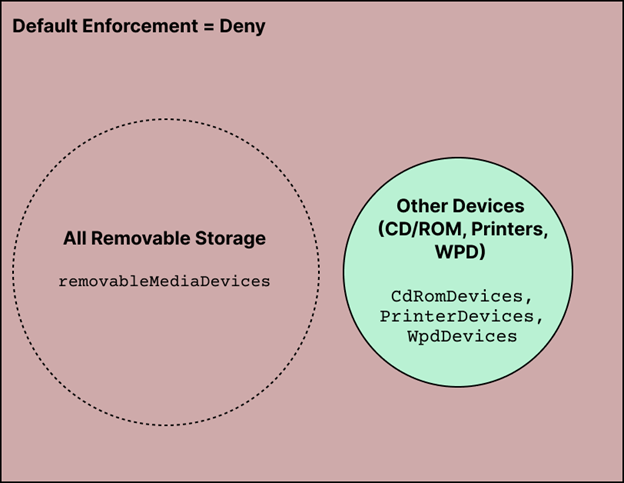 Default Enforcement = Deny
All Removable Storage
removableMediaDevices
Other Devices
(CD/ROM, Printers,
WPD)
CdRomDevices,
PrinterDevices,
WpdDevices